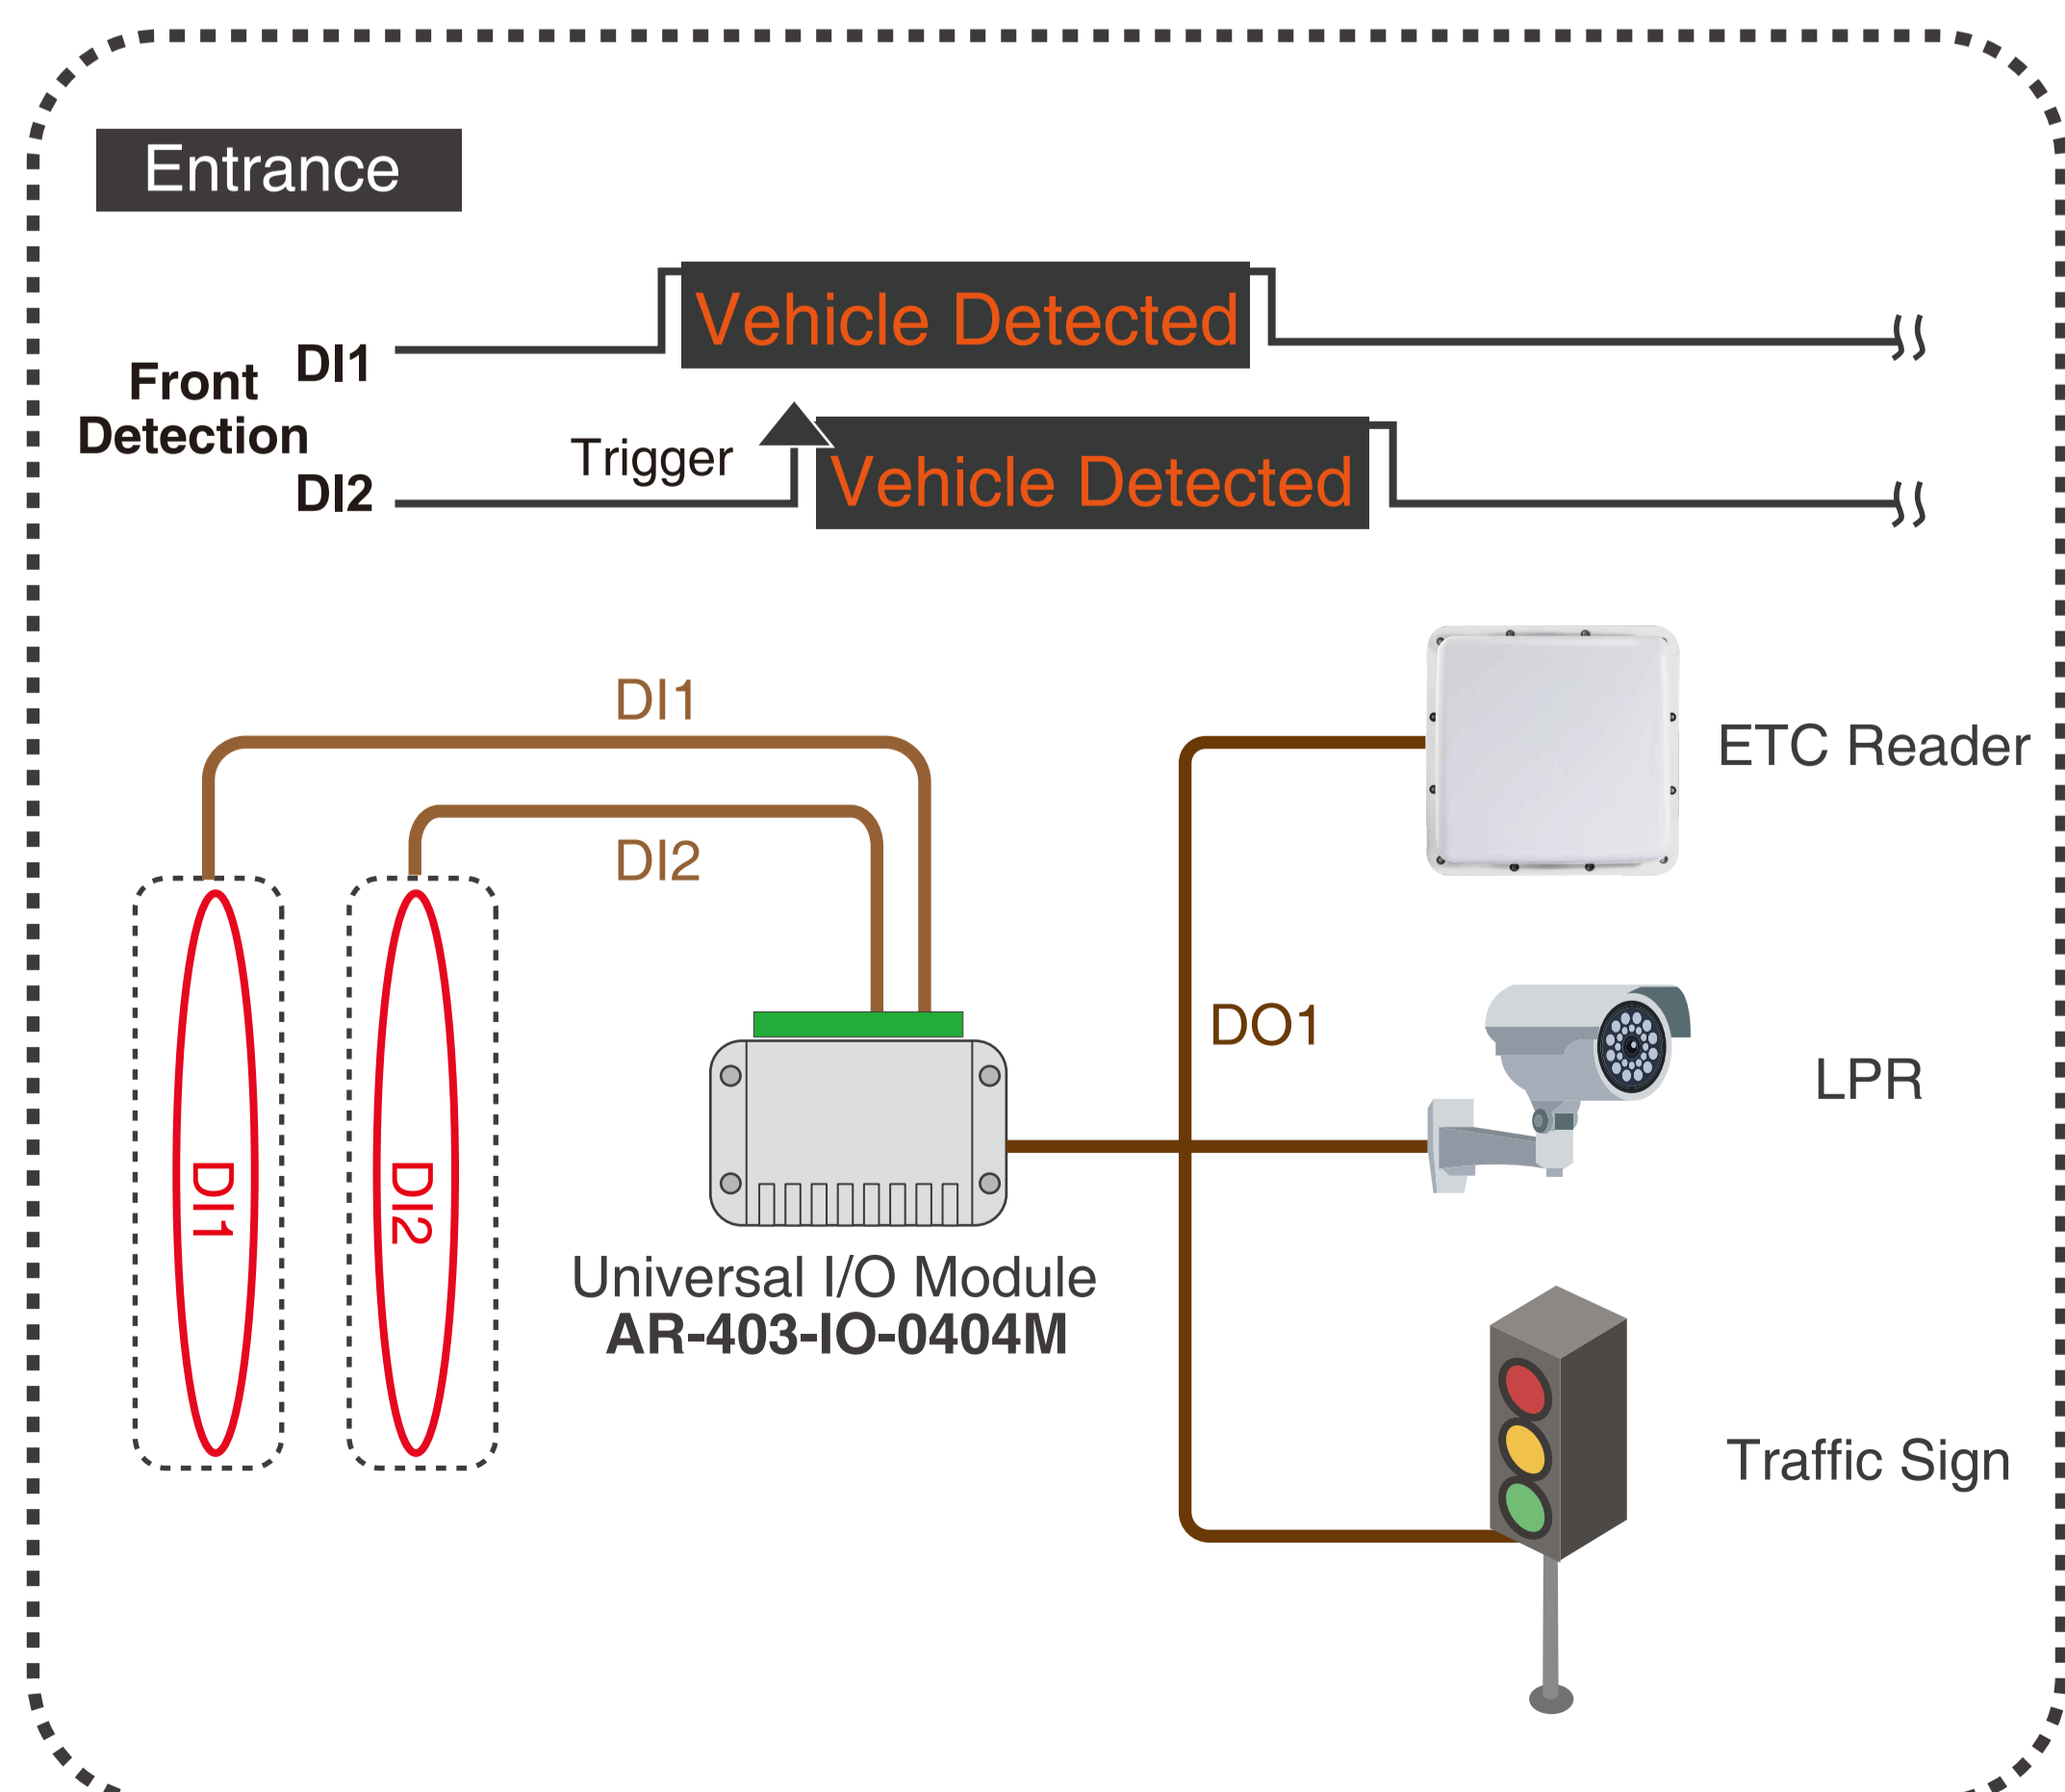 Entrance
Vehicle Detected
DI1
Front
Detection
Trigger
Vehicle Detected
DI2
DI1
ETC Reader
DI2
DO1
LPR
DI1
DI2
Universal I/O Module
AR-403-IO-0404M
Traffic Sign